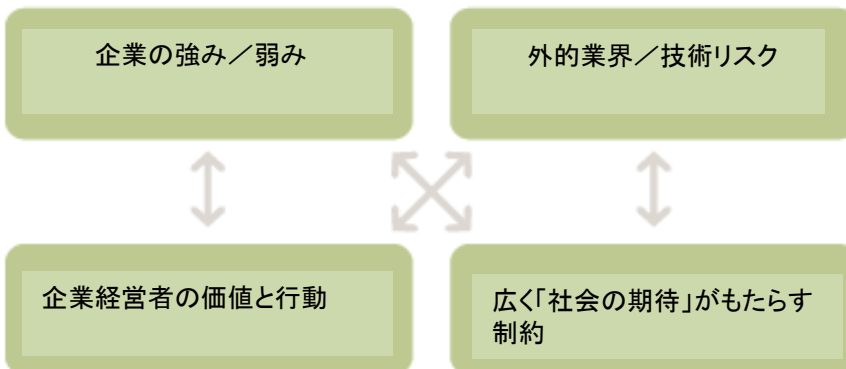 企業の強み／弱み
外的業界／技術リスク
企業経営者の価値と行動
広く「社会の期待」がもたらす
制約